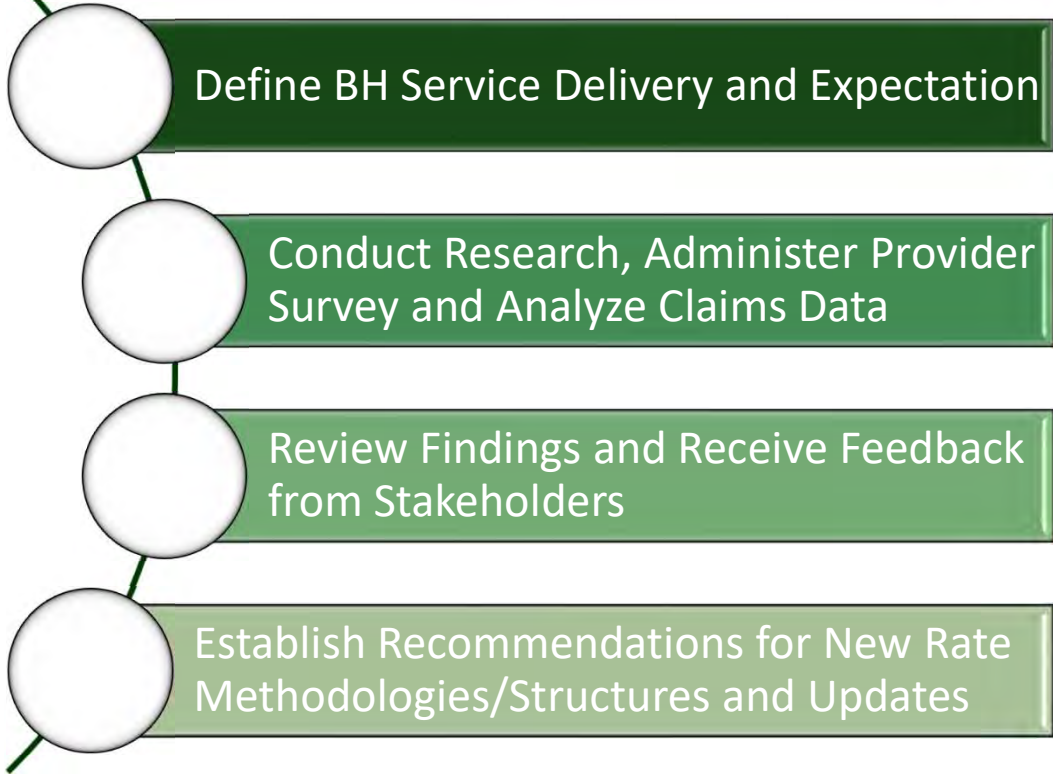 Define BH Service Delivery and Expectation
Conduct Research, Administer Provider
Survey and Analyze Claims Data
Review Findings and Receive Feedback
from Stakeholders
Establish Recommendations for New Rate
Methodologies/Structures and Updates